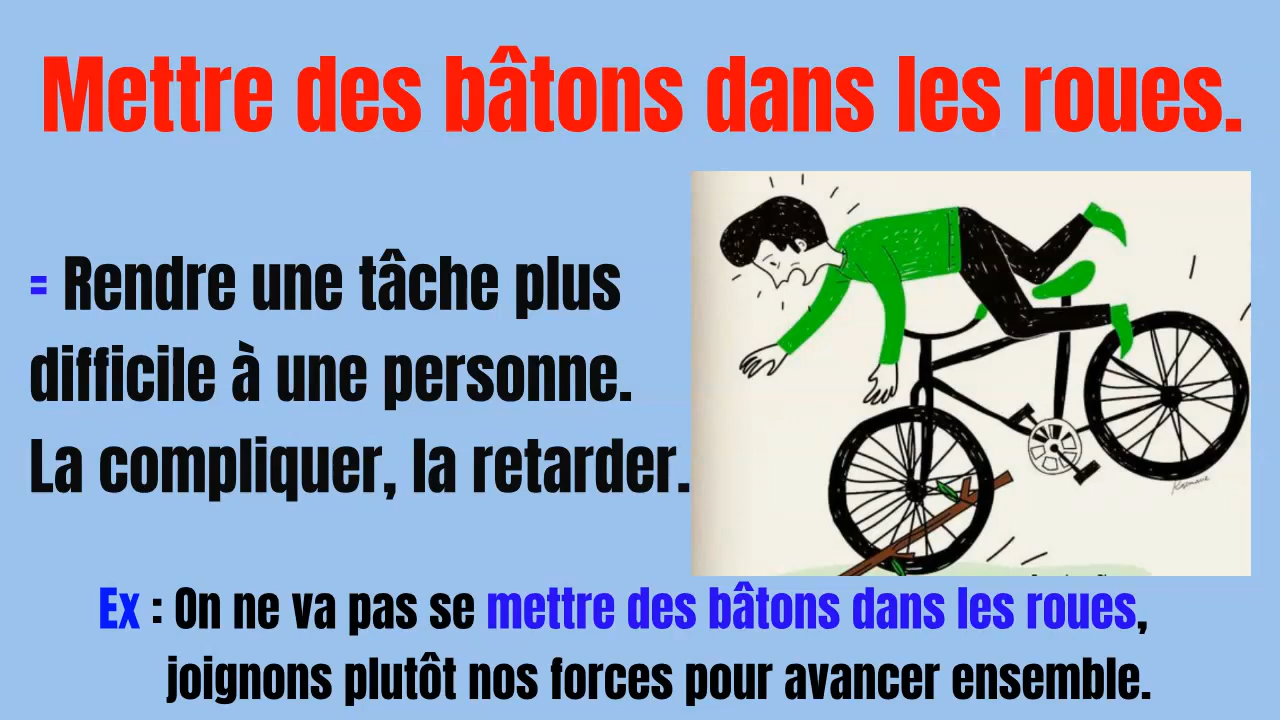 Mettre des bâtons dans les roues.
= Rendre une tâche plus
difficile à une personne.
La compliquer, la retarder.
Ex : On ne va pas se mettre des bâtons dans les roues,
joignons plutôt nos forces pour avancer ensemble.